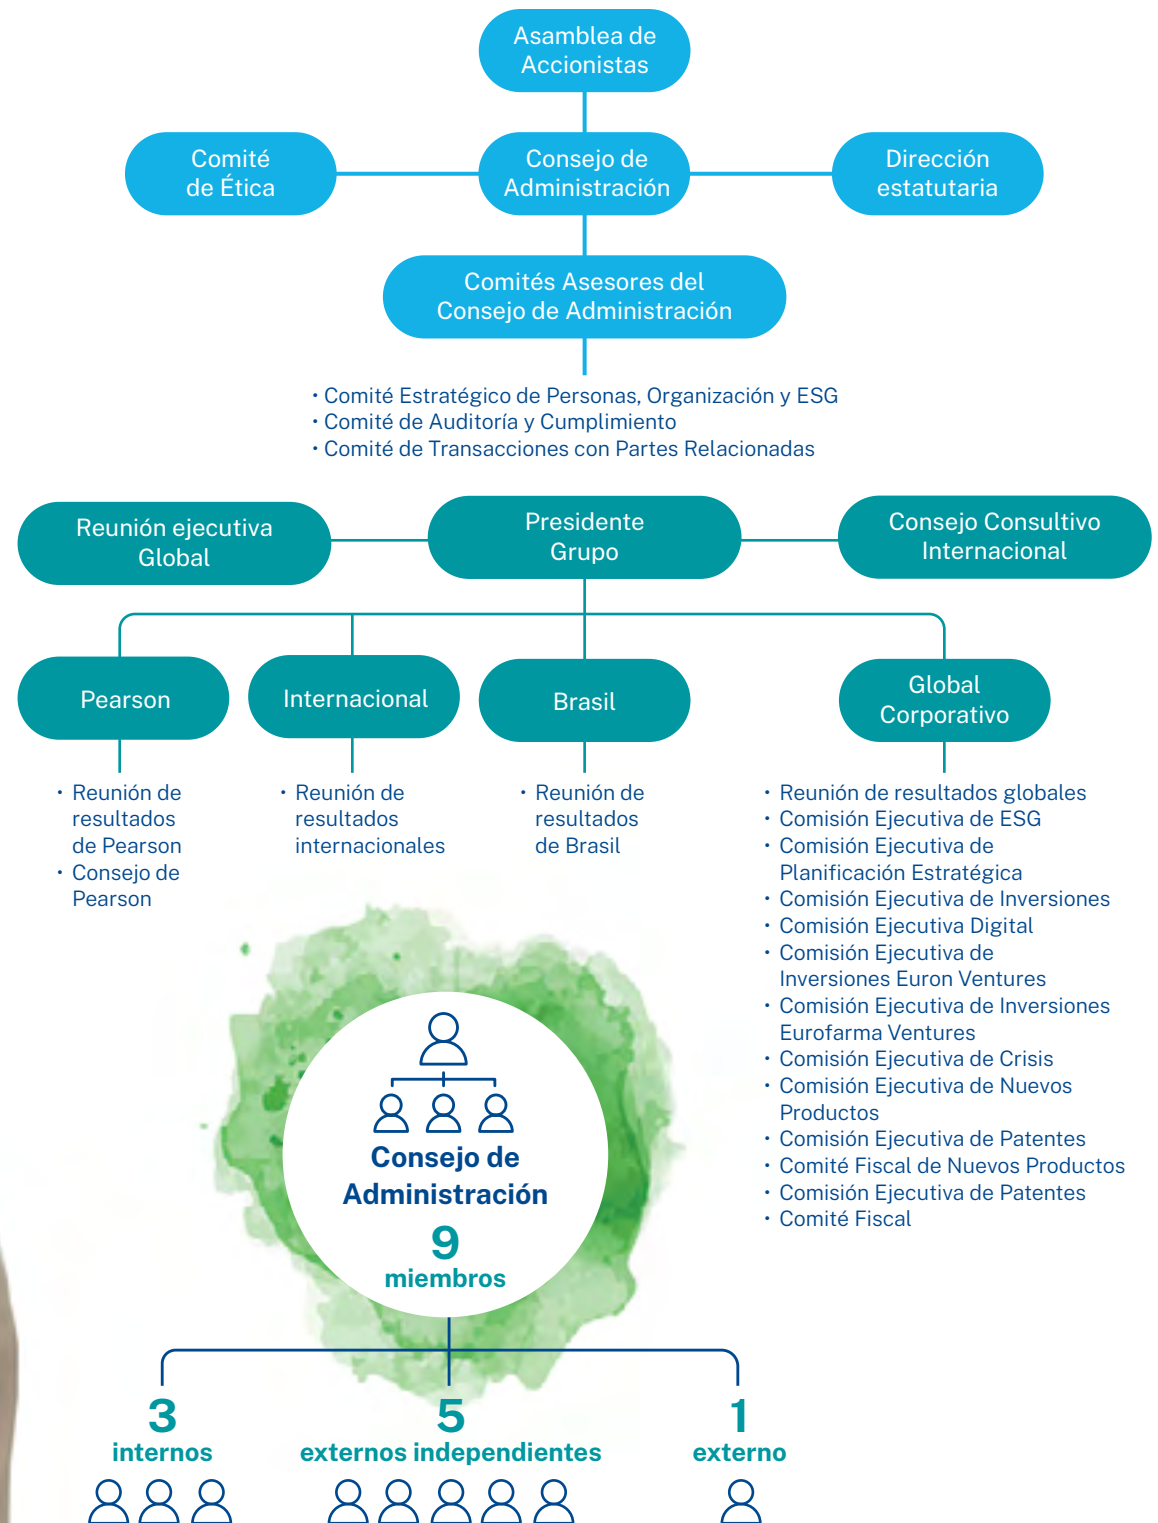 Asamblea de
Accionistas
Comité
de Ética
Consejo de
Administración
Dirección
estatutaria
Comités Asesores del
Consejo de Administración
· Comité Estratégico de Personas, Organización y ESG
· Comité de Auditoría y Cumplimiento
· Comité de Transacciones con Partes Relacionadas
Reunión ejecutiva
Global
Presidente
Grupo
Consejo Consultivo
Internacional
Pearson
Internacional
Brasil
Global
Corporativo
· Reunión de
resultados
de Pearson
· Consejo de
Pearson
· Reunión de
resultados
internacionales
· Reunión de
resultados
de Brasil
· Reunión de resultados globales
· Comisión Ejecutiva de ESG
· Comisión Ejecutiva de
Planificación Estratégica
· Comisión Ejecutiva de Inversiones
· Comisión Ejecutiva Digital
· Comisión Ejecutiva de
Inversiones Euron Ventures
· Comisión Ejecutiva de Inversiones
Eurofarma Ventures
· Comisión Ejecutiva de Crisis
· Comisión Ejecutiva de Nuevos
Productos
· Comisión Ejecutiva de Patentes
· Comité Fiscal de Nuevos Productos
· Comisión Ejecutiva de Patentes
· Comité Fiscal
Consejo de
Administración
9
miembros
3
internos
5
externos independientes
1
externo